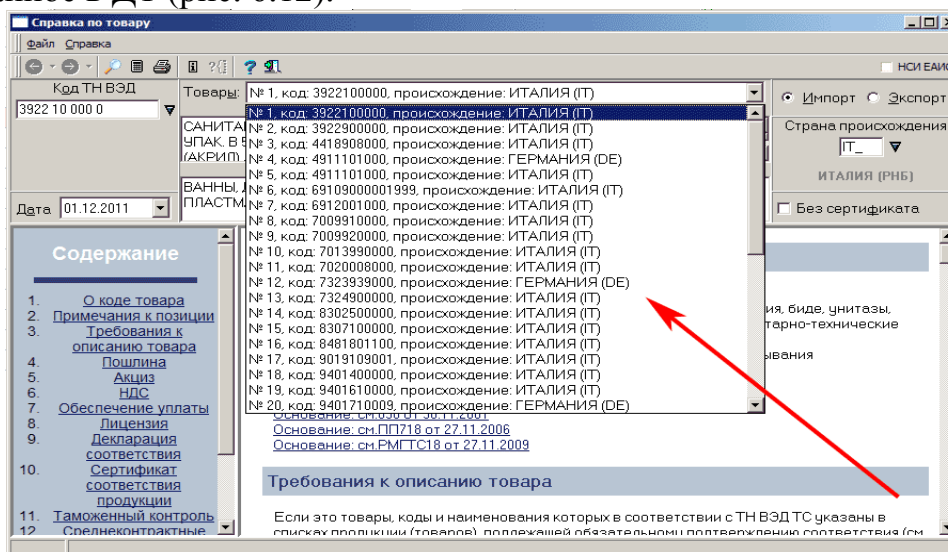 Справка по товару
Файл Справка
НСИ ЕАИС
Код ТН ВЭД
3922 10 000 0
Товары: № 1, код: 3922100000, происхождение: ИТАЛИЯ (IT)
Импорт Экспорт
№ 1, код: 3922100000, происхождение: ИТАЛИЯ (IT)
№ 2, код: 3922900000, происхождение: ИТАЛИЯ (IT)
№ 3, код: 4418908000, происхождение: ИТАЛИЯ (IT)
№ 4, код: 4911101000, происхождение: ГЕРМАНИЯ (DE)
№ 5, код: 4911101000, происхождение: ИТАЛИЯ (IT)
№ 6, код: 69109000001999, происхождение: ИТАЛИЯ (IT)
№ 7, код: 6912001000, происхождение: ИТАЛИЯ (IT)
№ 8, код: 7009910000, происхождение: ИТАЛИЯ (IT)
№ 9, код: 7009920000, происхождение: ИТАЛИЯ (IT)
№ 10, код: 7013990000, происхождение: ИТАЛИЯ (IT)
№ 11, код: 7020008000, происхождение: ИТАЛИЯ (IT)
№ 12, код: 7323939000, происхождение: ГЕРМАНИЯ (DE)
№ 13, код: 7324900000, происхождение: ИТАЛИЯ (IT)
№ 14, код: 8302500000, происхождение: ИТАЛИЯ (IT)
№ 15, код: 8307100000, происхождение: ИТАЛИЯ (IT)
№ 16, код: 8481801100, происхождение: ИТАЛИЯ (IT)
№ 17, код: 9019109001, происхождение: ИТАЛИЯ (IT)
№ 18, код: 9401400000, происхождение: ИТАЛИЯ (IT)
№ 19, код: 9401610000, происхождение: ИТАЛИЯ (IT)
№ 20, код: 9401710009, происхождение: ГЕРМАНИЯ (DE)
САНИТА
УПАК. В
(АКРИЛ)
ВАННЫ,
ПЛАСТМ
Страна происхождения
IT_
ИТАЛИЯ (РНБ)
Дата 01.12.2011
Без сертификата
Содержание
1. О коде товара
2. Примечания к позиции
3. Требования к
описанию товара
4. Пошлина
5. Акциз
6. НДС
7. Обеспечение уплаты
8. Лицензия
9. Декларация
соответствия
10. Сертификат
соответствия
продукции
11. Таможенный контроль
12. Среднеконтрактные
ия, биде, унитазы,
тарно-технические
ывания
Основание: см.ПП718 от 27.11.2006
Основание: см.РМГТС18 от 27.11.2009
Требования к описанию товара
Если это товары, коды и наименования которых в соответствии с ТН ВЭД ТС указаны в
списках продукции (товаров), подлежащей обязательному подтверждению соответствия (см.